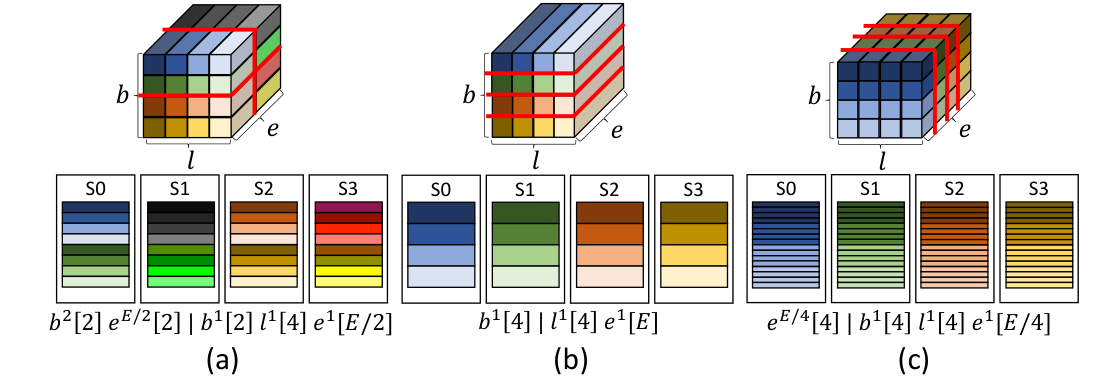 b
l
e
b
l
e
b
l
e
S0 S1 S2 S3
S0 S1 S2 S3
S0 S1 S2 S3
b²[2] e^{E/2}[2] | b¹[2] l¹[4] e¹[E/2]
b¹[4] | l¹[4] e¹[E]
e^{E/4}[4] | b¹[4] l¹[4] e¹[E/4]
(a)
(b)
(c)